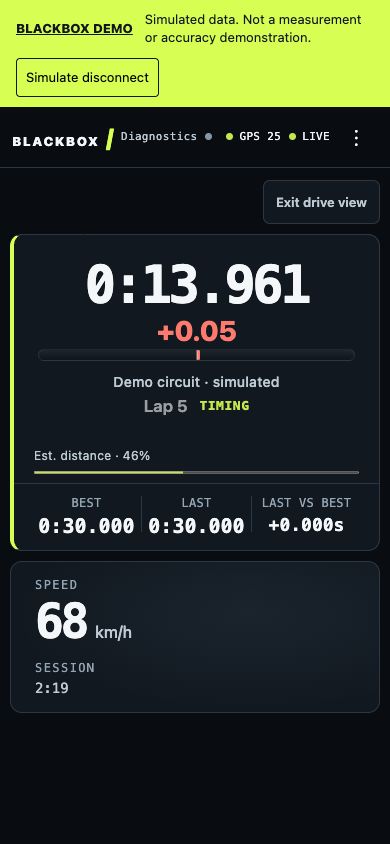 BLACKBOX DEMO
Simulated data. Not a measurement
or accuracy demonstration.
Simulate disconnect
BLACKBOX
Diagnostics
GPS 25
LIVE
Exit drive view
0:13.961
+0.05
Demo circuit · simulated
Lap 5 TIMING
Est. distance · 46%
BEST LAST LAST VS BEST
0:30.000 0:30.000 +0.000s
SPEED
68 km/h
SESSION
2:19